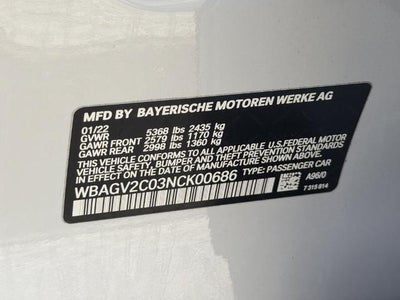 MFD BY BAYERISCHE MOTOREN WERKE AG
01/22
GVWR 5368 lbs 2435 kg
GAWR FRONT 2579 lbs 1170 kg
GAWR REAR 2998 lbs 1360 kg
THIS VEHICLE CONFORMS TO ALL APPLICABLE U.S. FEDERAL MOTOR
VEHICLE SAFETY, BUMPER AND THEFT PREVENTION STANDARDS
IN EFFECT ON THE DATE OF MANUFACTURE SHOWN ABOVE.
WBAGV2C03NCK00686 TYPE: PASSENGER CAR
A96/0
7 315 914